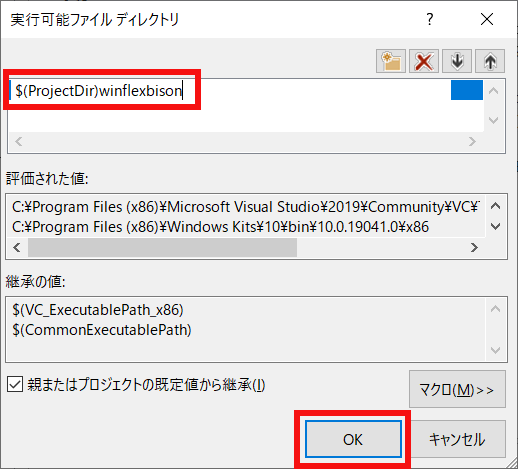 実行可能ファイル ディレクトリ
$(ProjectDir)winflexbison
評価された値:
C:¥Program Files (x86)¥Microsoft Visual Studio¥2019¥Community¥VC¥
C:¥Program Files (x86)¥Windows Kits¥10¥bin¥10.0.19041.0¥x86
継承の値:
$(VC_ExecutablePath_x86)
$(CommonExecutablePath)
親またはプロジェクトの既定値から継承(I)
マクロ(M)>>
OK
キャンセル